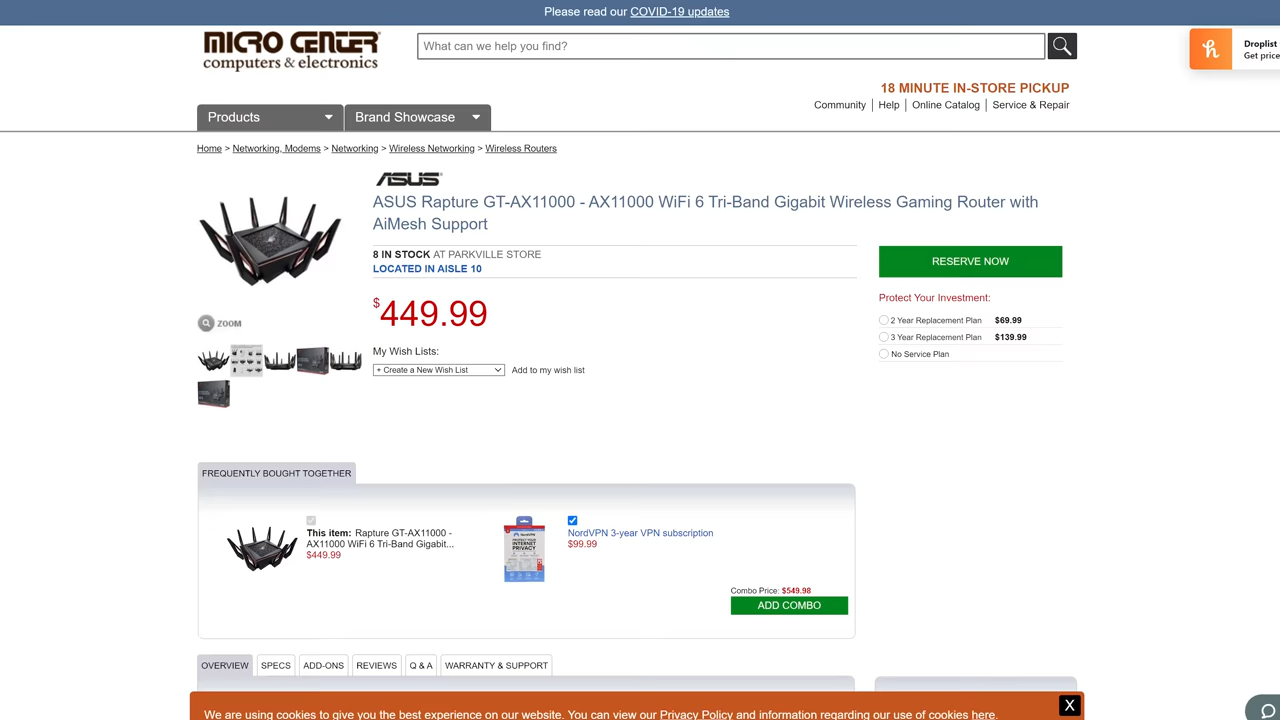 Please read our COVID-19 updates
MICRO CENTER
computers & electronics
What can we help you find?
Droplist
Get price
18 MINUTE IN-STORE PICKUP
Community
Help
Online Catalog
Service & Repair
Products
Brand Showcase
Home > Networking, Modems > Networking > Wireless Networking > Wireless Routers
ASUS
ASUS Rapture GT-AX11000 - AX11000 WiFi 6 Tri-Band Gigabit Wireless Gaming Router with
AiMesh Support
8 IN STOCK AT PARKVILLE STORE
LOCATED IN AISLE 10
RESERVE NOW
$449.99
Protect Your Investment:
2 Year Replacement Plan $69.99
3 Year Replacement Plan $139.99
No Service Plan
ZOOM
My Wish Lists:
+ Create a New Wish List
Add to my wish list
FREQUENTLY BOUGHT TOGETHER
This item: Rapture GT-AX11000 -
AX11000 WiFi 6 Tri-Band Gigabit...
$449.99
NordVPN
PROTECT YOUR
INTERNET
PRIVACY
NordVPN 3-year VPN subscription
$99.99
Combo Price: $549.98
ADD COMBO
OVERVIEW
SPECS
ADD-ONS
REVIEWS
Q & A
WARRANTY & SUPPORT
We are using cookies to give you the best experience on our website. You can view our Privacy Policy and information regarding our use of cookies here.
X